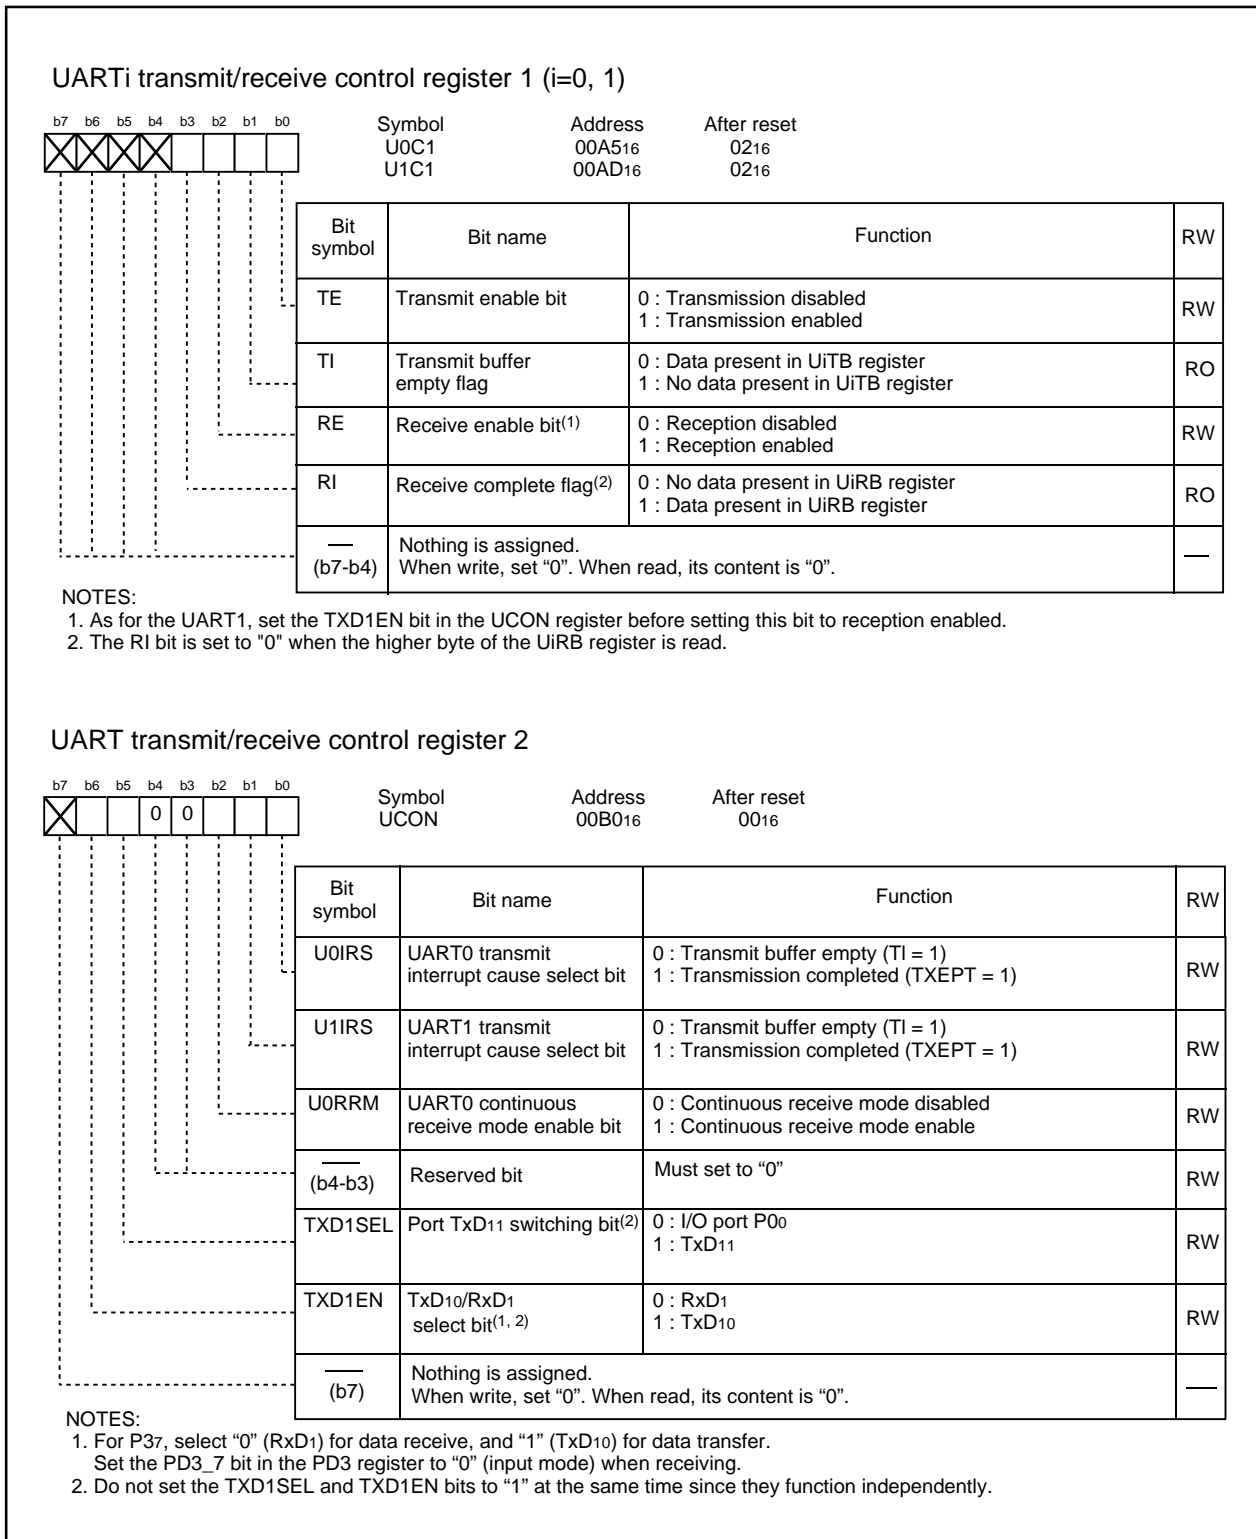 UARTi transmit/receive control register 1 (i=0, 1)
b7 b6 b5 b4 b3 b2 b1 b0
Symbol Address After reset
U0C1 00A516 0216
U1C1 00AD16 0216
Bit symbol Bit name Function RW
TE Transmit enable bit 0 : Transmission disabled
1 : Transmission enabled RW
TI Transmit buffer 0 : Data present in UiTB register
empty flag 1 : No data present in UiTB register RO
RE Receive enable bit(1) 0 : Reception disabled
1 : Reception enabled RW
RI Receive complete flag(2) 0 : No data present in UiRB register
1 : Data present in UiRB register RO
— Nothing is assigned.
(b7-b4) When write, set “0”. When read, its content is “0”. —
NOTES:
1. As for the UART1, set the TXD1EN bit in the UCON register before setting this bit to reception enabled.
2. The RI bit is set to "0" when the higher byte of the UiRB register is read.
UART transmit/receive control register 2
b7 b6 b5 b4 b3 b2 b1 b0
0 0
Symbol Address After reset
UCON 00B016 0016
Bit symbol Bit name Function RW
U0IRS UART0 transmit 0 : Transmit buffer empty (TI = 1)
interrupt cause select bit 1 : Transmission completed (TXEPT = 1) RW
U1IRS UART1 transmit 0 : Transmit buffer empty (TI = 1)
interrupt cause select bit 1 : Transmission completed (TXEPT = 1) RW
U0RRM UART0 continuous 0 : Continuous receive mode disabled
receive mode enable bit 1 : Continuous receive mode enable RW
— (b4-b3) Reserved bit Must set to “0” RW
TXD1SEL Port TxD11 switching bit(2) 0 : I/O port P00
1 : TxD11 RW
TXD1EN TxD10/RxD1 0 : RxD1
select bit(1, 2) 1 : TxD10 RW
— Nothing is assigned.
(b7) When write, set “0”. When read, its content is “0”. —
NOTES:
1. For P37, select “0” (RxD1) for data receive, and “1” (TxD10) for data transfer.
Set the PD3_7 bit in the PD3 register to “0” (input mode) when receiving.
2. Do not set the TXD1SEL and TXD1EN bits to “1” at the same time since they function independently.